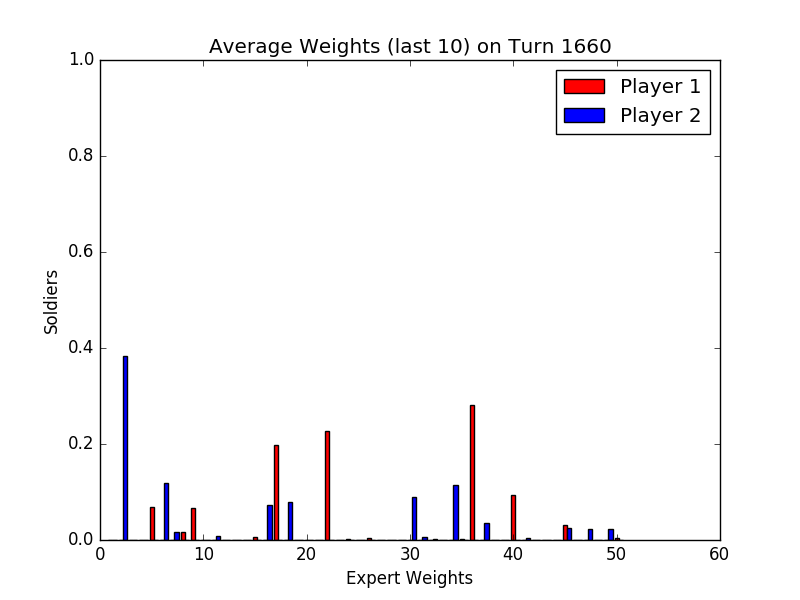 Average Weights (last 10) on Turn 1660
1.0
Player 1
Player 2
0.8
0.6
Soldiers
0.4
0.2
0.0
0 10 20 30 40 50 60
Expert Weights